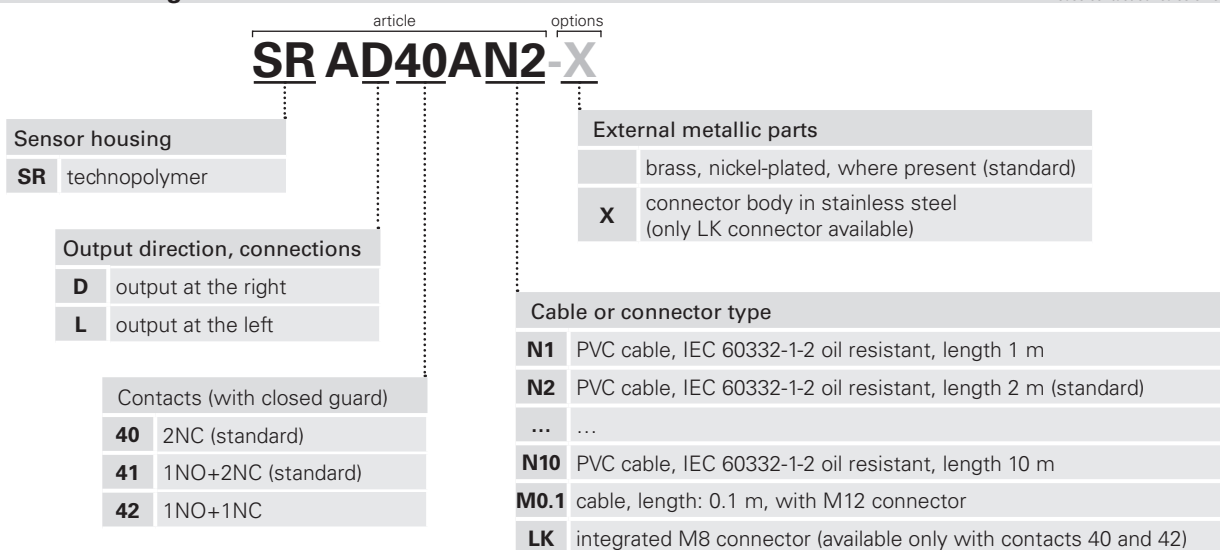 article options
SR AD40AN2-X
Sensor housing
SR technopolymer
External metallic parts
brass, nickel-plated, where present (standard)
X connector body in stainless steel
(only LK connector available)
Output direction, connections
D output at the right
L output at the left
Cable or connector type
N1 PVC cable, IEC 60332-1-2 oil resistant, length 1 m
N2 PVC cable, IEC 60332-1-2 oil resistant, length 2 m (standard)
... ...
N10 PVC cable, IEC 60332-1-2 oil resistant, length 10 m
M0.1 cable, length: 0.1 m, with M12 connector
LK integrated M8 connector (available only with contacts 40 and 42)
Contacts (with closed guard)
40 2NC (standard)
41 1NO+2NC (standard)
42 1NO+1NC